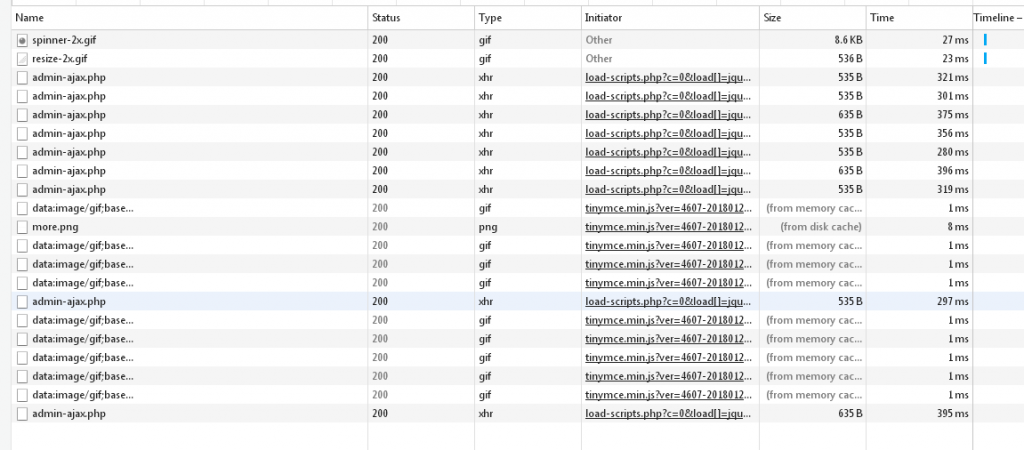 Name Status Type Initiator Size Time Timeline –
spinner-2x.gif 200 gif Other 8.6 KB 27 ms
resize-2x.gif 200 gif Other 536 B 23 ms
admin-ajax.php 200 xhr load-scripts.php?c=0&load[]=jqu... 535 B 321 ms
admin-ajax.php 200 xhr load-scripts.php?c=0&load[]=jqu... 535 B 301 ms
admin-ajax.php 200 xhr load-scripts.php?c=0&load[]=jqu... 635 B 375 ms
admin-ajax.php 200 xhr load-scripts.php?c=0&load[]=jqu... 535 B 356 ms
admin-ajax.php 200 xhr load-scripts.php?c=0&load[]=jqu... 535 B 280 ms
admin-ajax.php 200 xhr load-scripts.php?c=0&load[]=jqu... 635 B 396 ms
admin-ajax.php 200 xhr load-scripts.php?c=0&load[]=jqu... 535 B 319 ms
data:image/gif;base... 200 gif tinymce.min.js?ver=4607-2018012... (from memory cac... 1 ms
more.png 200 png tinymce.min.js?ver=4607-2018012... (from disk cache) 8 ms
data:image/gif;base... 200 gif tinymce.min.js?ver=4607-2018012... (from memory cac... 1 ms
data:image/gif;base... 200 gif tinymce.min.js?ver=4607-2018012... (from memory cac... 1 ms
data:image/gif;base... 200 gif tinymce.min.js?ver=4607-2018012... (from memory cac... 1 ms
admin-ajax.php 200 xhr load-scripts.php?c=0&load[]=jqu... 535 B 297 ms
data:image/gif;base... 200 gif tinymce.min.js?ver=4607-2018012... (from memory cac... 1 ms
data:image/gif;base... 200 gif tinymce.min.js?ver=4607-2018012... (from memory cac... 1 ms
data:image/gif;base... 200 gif tinymce.min.js?ver=4607-2018012... (from memory cac... 1 ms
data:image/gif;base... 200 gif tinymce.min.js?ver=4607-2018012... (from memory cac... 1 ms
data:image/gif;base... 200 gif tinymce.min.js?ver=4607-2018012... (from memory cac... 1 ms
admin-ajax.php 200 xhr load-scripts.php?c=0&load[]=jqu... 635 B 395 ms